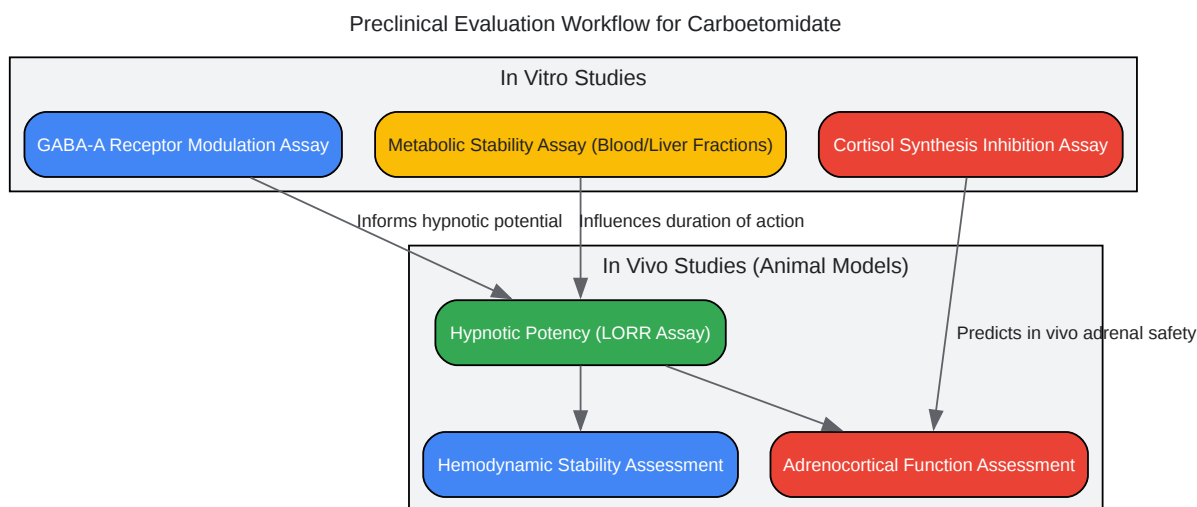 Preclinical Evaluation Workflow for Carboetomidate
In Vitro Studies
GABA-A Receptor Modulation Assay
Metabolic Stability Assay (Blood/Liver Fractions)
Cortisol Synthesis Inhibition Assay
Informs hypnotic potential
Influences duration of action
In Vivo Studies (Animal Models)
Hypnotic Potency (LORR Assay)
Predicts in vivo adrenal safety
Hemodynamic Stability Assessment
Adrenocortical Function Assessment